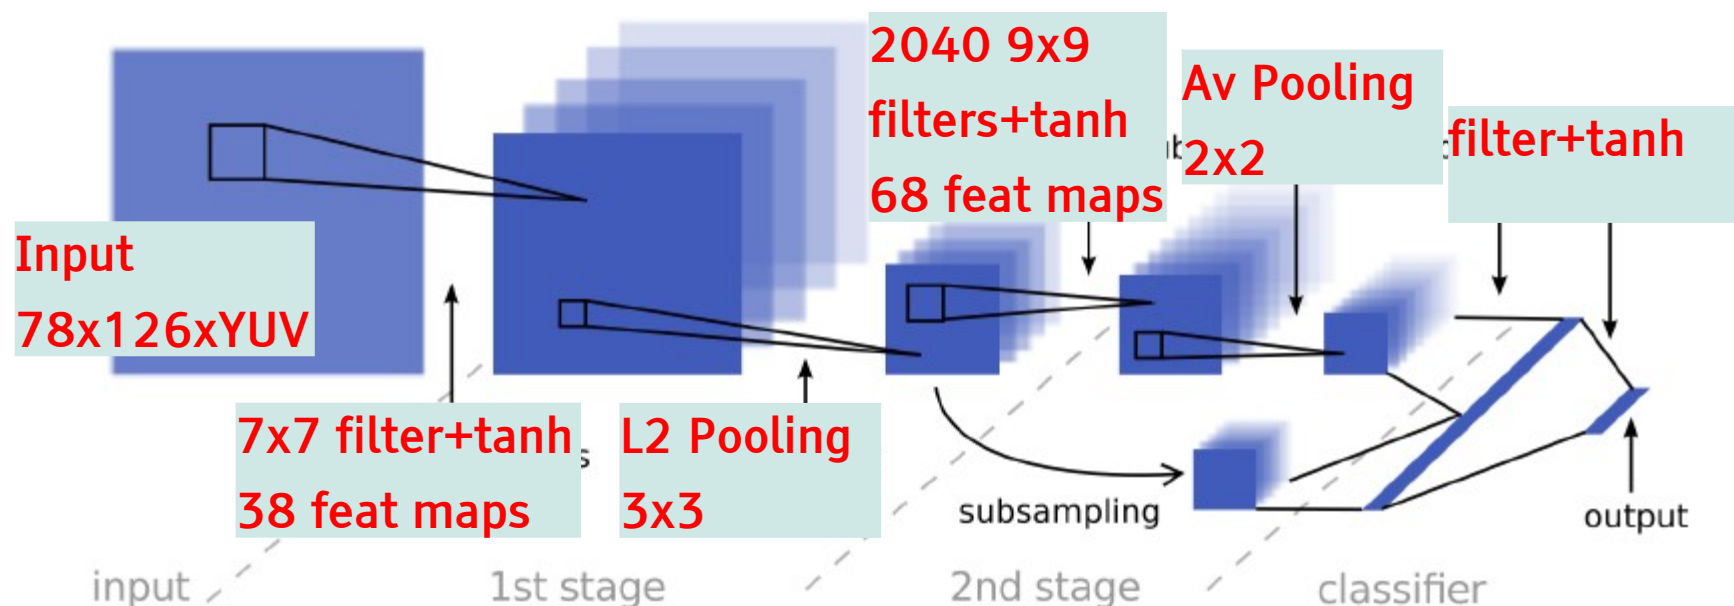 2040 9x9
filters+tanh
68 feat maps
Av Pooling
2x2
filter+tanh
Input
78x126xYUV
7x7 filter+tanh
38 feat maps
L2 Pooling
3x3
subsampling
output
input
1st stage
2nd stage
classifier